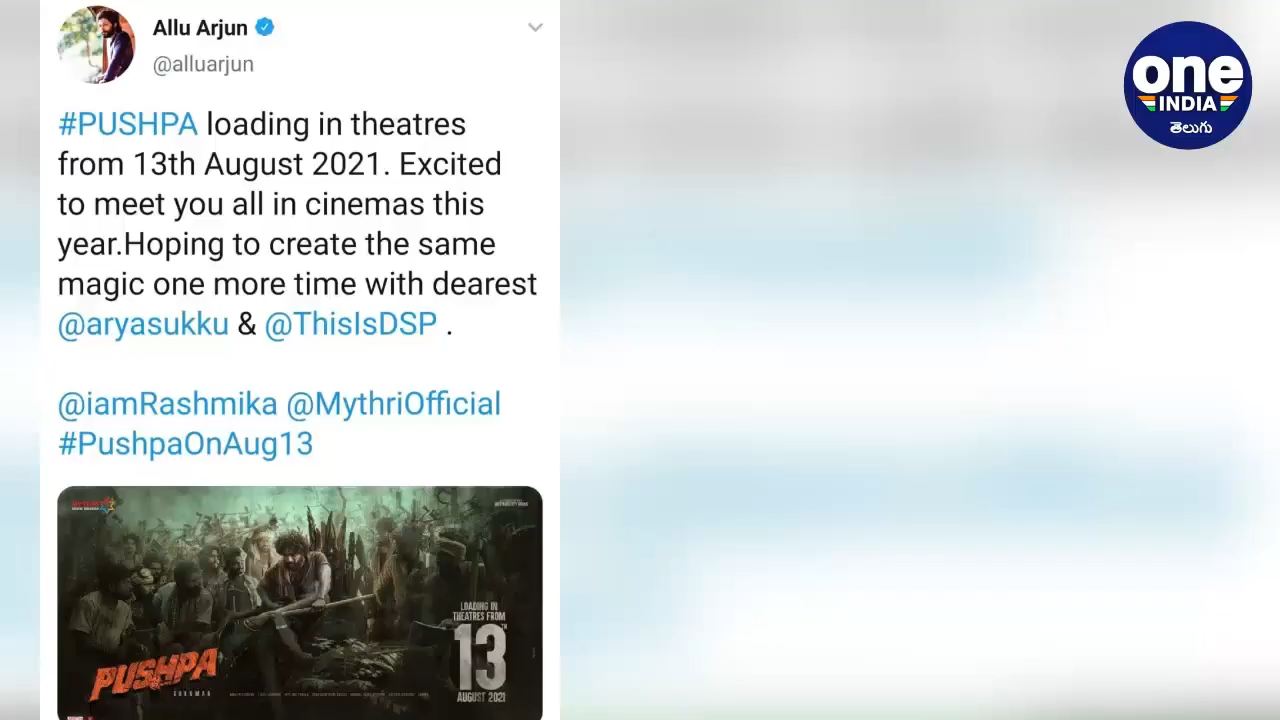 Allu Arjun
@alluarjun
#PUSHPA loading in theatres
from 13th August 2021. Excited
to meet you all in cinemas this
year.Hoping to create the same
magic one more time with dearest
@aryasukku & @ThisIsDSP .
@iamRashmika @MythriOfficial
#PushpaOnAug13
PUSHPA
SUKUMAR
LOADING IN
THEATRES FROM
13TH
AUGUST 2021
one
INDIA
తెలుగు